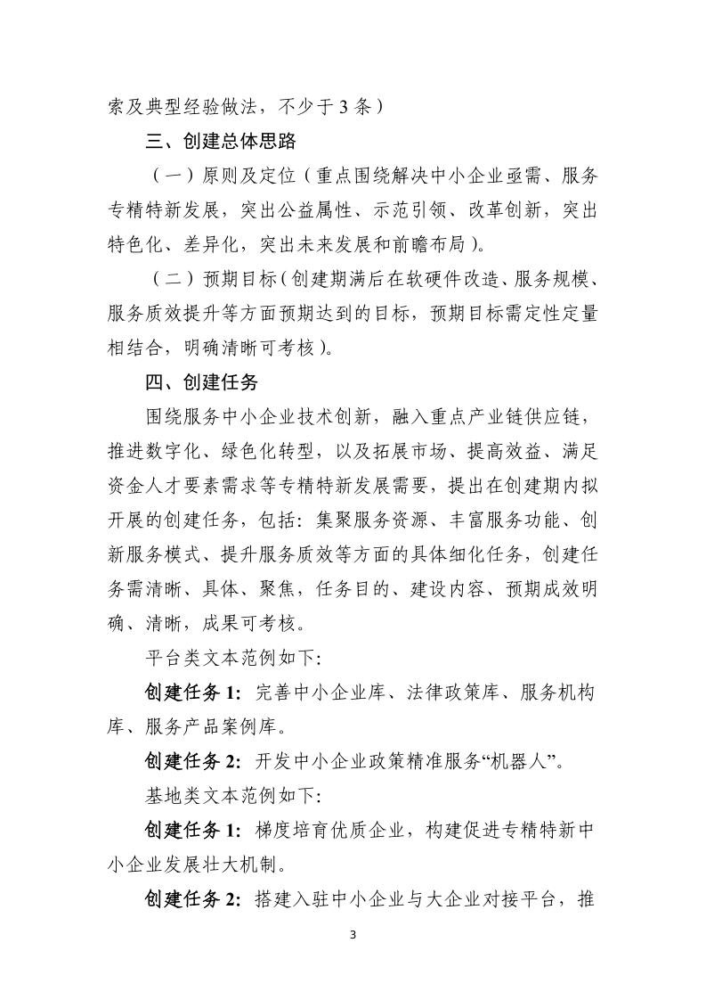 索及典型经验做法，不少于 3 条）
三、创建总体思路
（一）原则及定位（重点围绕解决中小企业亟需、服务
专精特新发展，突出公益属性、示范引领、改革创新，突出
特色化、差异化，突出未来发展和前瞻布局）。
（二）预期目标（创建期满后在软硬件改造、服务规模、
服务质效提升等方面预期达到的目标，预期目标需定性定量
相结合，明确清晰可考核）。
四、创建任务
围绕服务中小企业技术创新，融入重点产业链供应链，
推进数字化、绿色化转型，以及拓展市场、提高效益、满足
资金人才要素需求等专精特新发展需要，提出在创建期内拟
开展的创建任务，包括：集聚服务资源、丰富服务功能、创
新服务模式、提升服务质效等方面的具体细化任务，创建任
务需清晰、具体、聚焦，任务目的、建设内容、预期成效明
确、清晰，成果可考核。
平台类文本范例如下：
创建任务 1：完善中小企业库、法律政策库、服务机构
库、服务产品案例库。
创建任务 2：开发中小企业政策精准服务“机器人”。
基地类文本范例如下：
创建任务 1：梯度培育优质企业，构建促进专精特新中
小企业发展壮大机制。
创建任务 2：搭建入驻中小企业与大企业对接平台，推
3